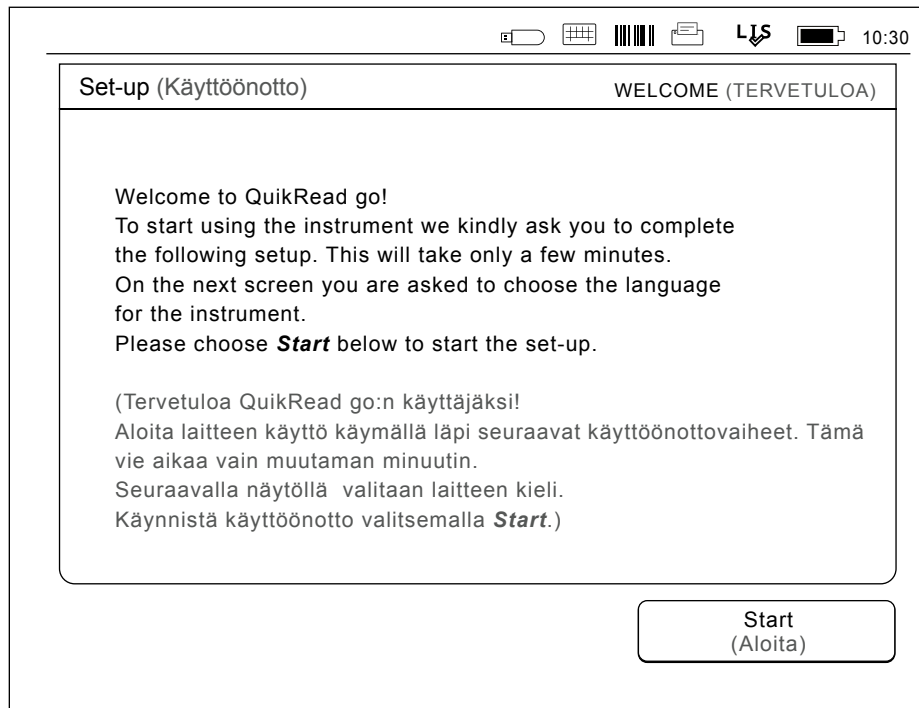 LIS 10:30
Set-up (Käyttöönotto) WELCOME (TERVETULOA)
Welcome to QuikRead go!
To start using the instrument we kindly ask you to complete
the following setup. This will take only a few minutes.
On the next screen you are asked to choose the language
for the instrument.
Please choose Start below to start the set-up.
(Tervetuloa QuikRead go:n käyttäjäksi!
Aloita laitteen käyttö käymällä läpi seuraavat käyttöönottovaiheet. Tämä
vie aikaa vain muutaman minuutin.
Seuraavalla näytöllä valitaan laitteen kieli.
Käynnistä käyttöönotto valitsemalla Start.)
Start
(Aloita)